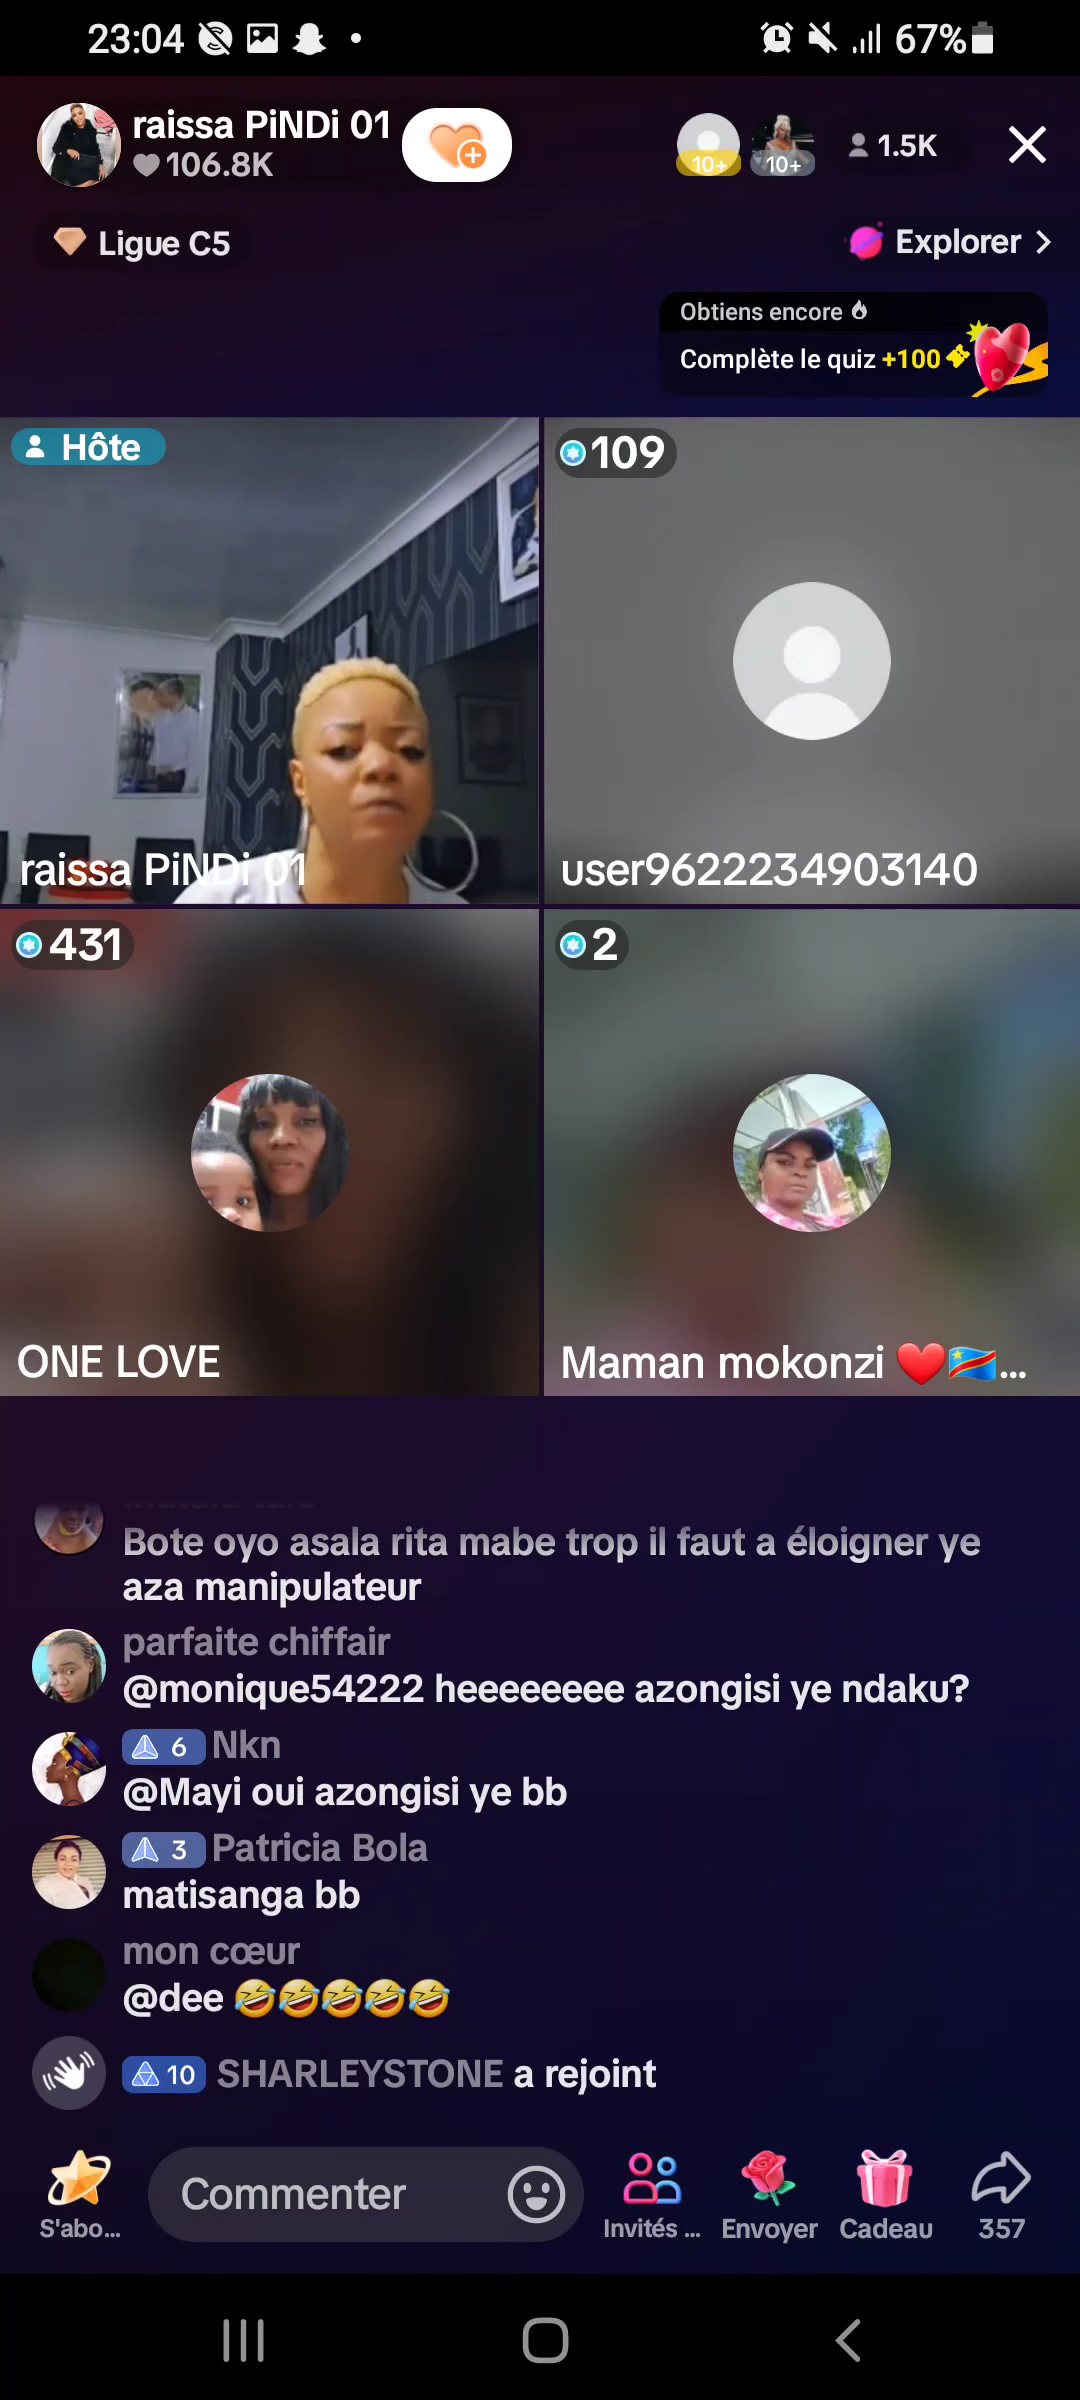 23:04
67%
raissa PiNDi 01
106.8K
10+
10+
1.5K
Ligue C5
Explorer
Obtiens encore
Complète le quiz +100
Hôte
109
raissa PiNDi 01
user9622234903140
431
2
ONE LOVE
Maman mokonzi ❤️🇨🇩...
Bote oyo asala rita mabe trop il faut a éloigner ye
aza manipulateur
parfaite chiffair
@monique54222 heeeeeeee azongisi ye ndaku?
6 Nkn
@Mayi oui azongisi ye bb
3 Patricia Bola
matisanga bb
mon cœur
@dee 🤣🤣🤣🤣🤣
10 SHARLEYSTONE a rejoint
Commenter
S'abo...
Invités ...
Envoyer
Cadeau
357